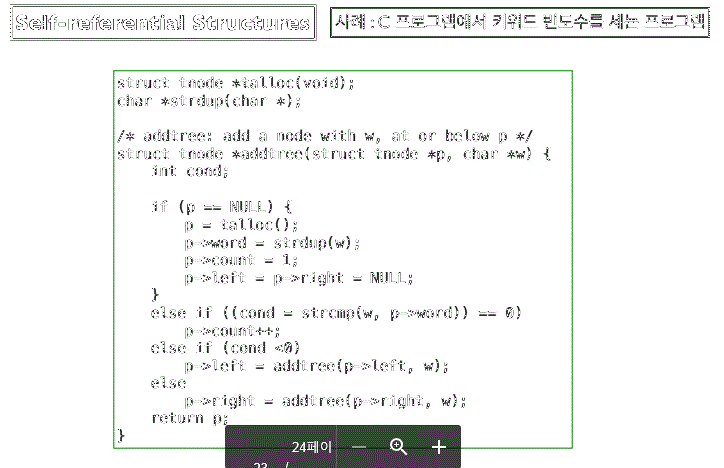 Self-referential Structures
사례 : C 프로그램에서 키워드 빈도수를 세는 프로그램
struct tnode *talloc(void);
char *strdup(char *);
/* addtree: add a node with w, at or below p */
struct tnode *addtree(struct tnode *p, char *w) {
int cond;
if (p == NULL) {
p = talloc();
p->word = strdup(w);
p->count = 1;
p->left = p->right = NULL;
}
else if ((cond = strcmp(w, p->word)) == 0)
p->count++;
else if (cond <0)
p->left = addtree(p->left, w);
else
p->right = addtree(p->right, w);
return p;
}
24페이
23 /